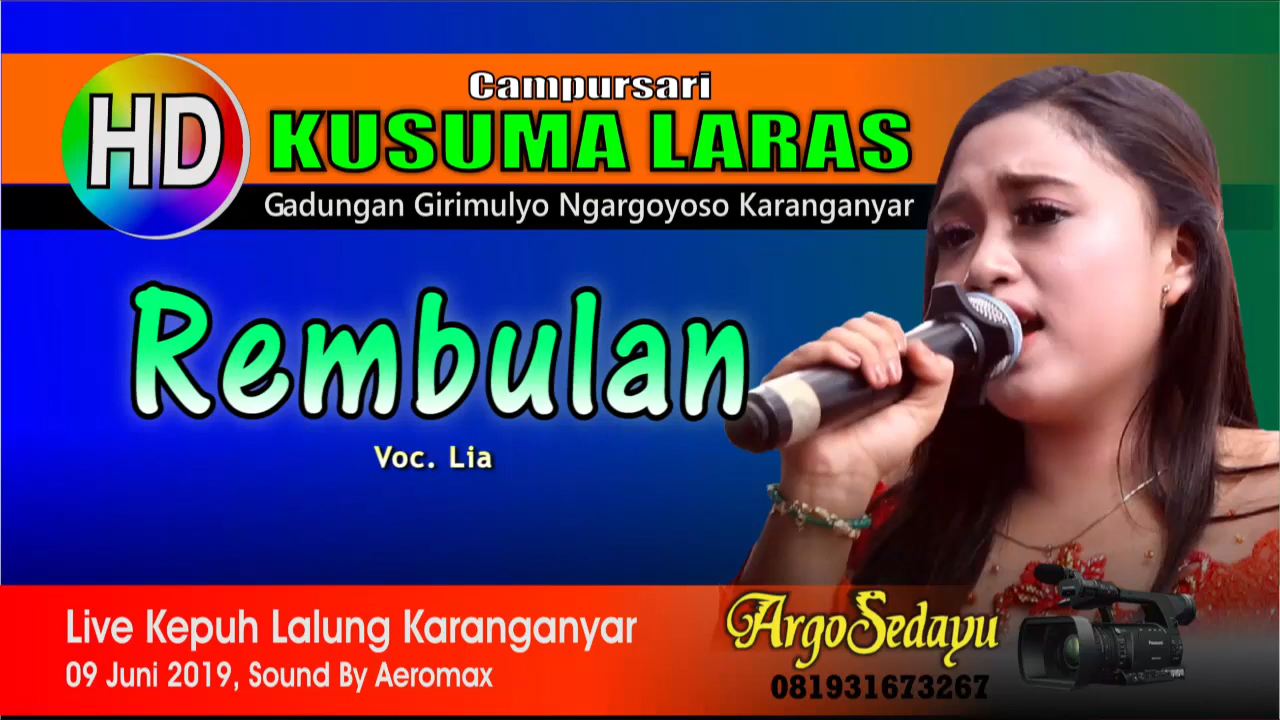 HD
Campursari
KUSUMA LARAS
Gadungan Girimulyo Ngargoyoso Karanganyar
Rembulan
Voc. Lia
Live Kepuh Lalung Karanganyar
09 Juni 2019, Sound By Aeromax
ArgoSedayu
081931673267
Panasonic